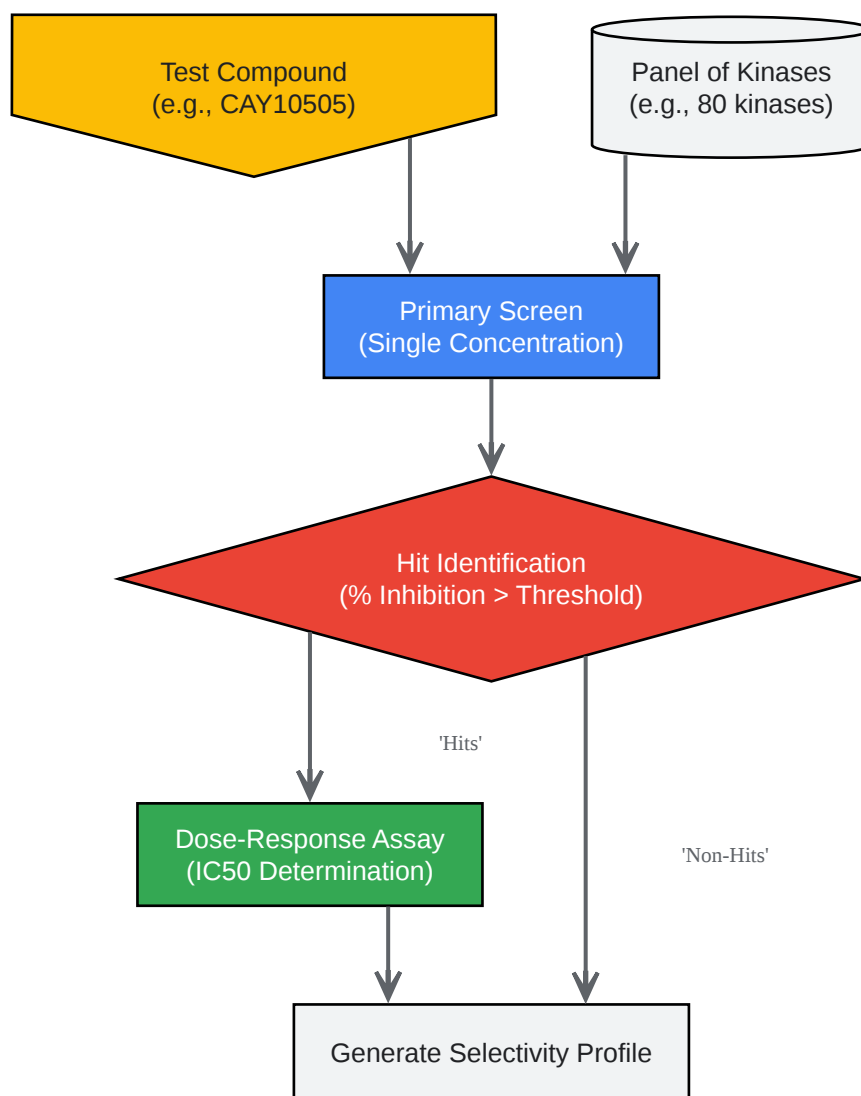 Test Compound
(e.g., CAY10505)
Panel of Kinases
(e.g., 80 kinases)
Primary Screen
(Single Concentration)
Hit Identification
(% Inhibition > Threshold)
'Hits'
Dose-Response Assay
(IC50 Determination)
'Non-Hits'
Generate Selectivity Profile